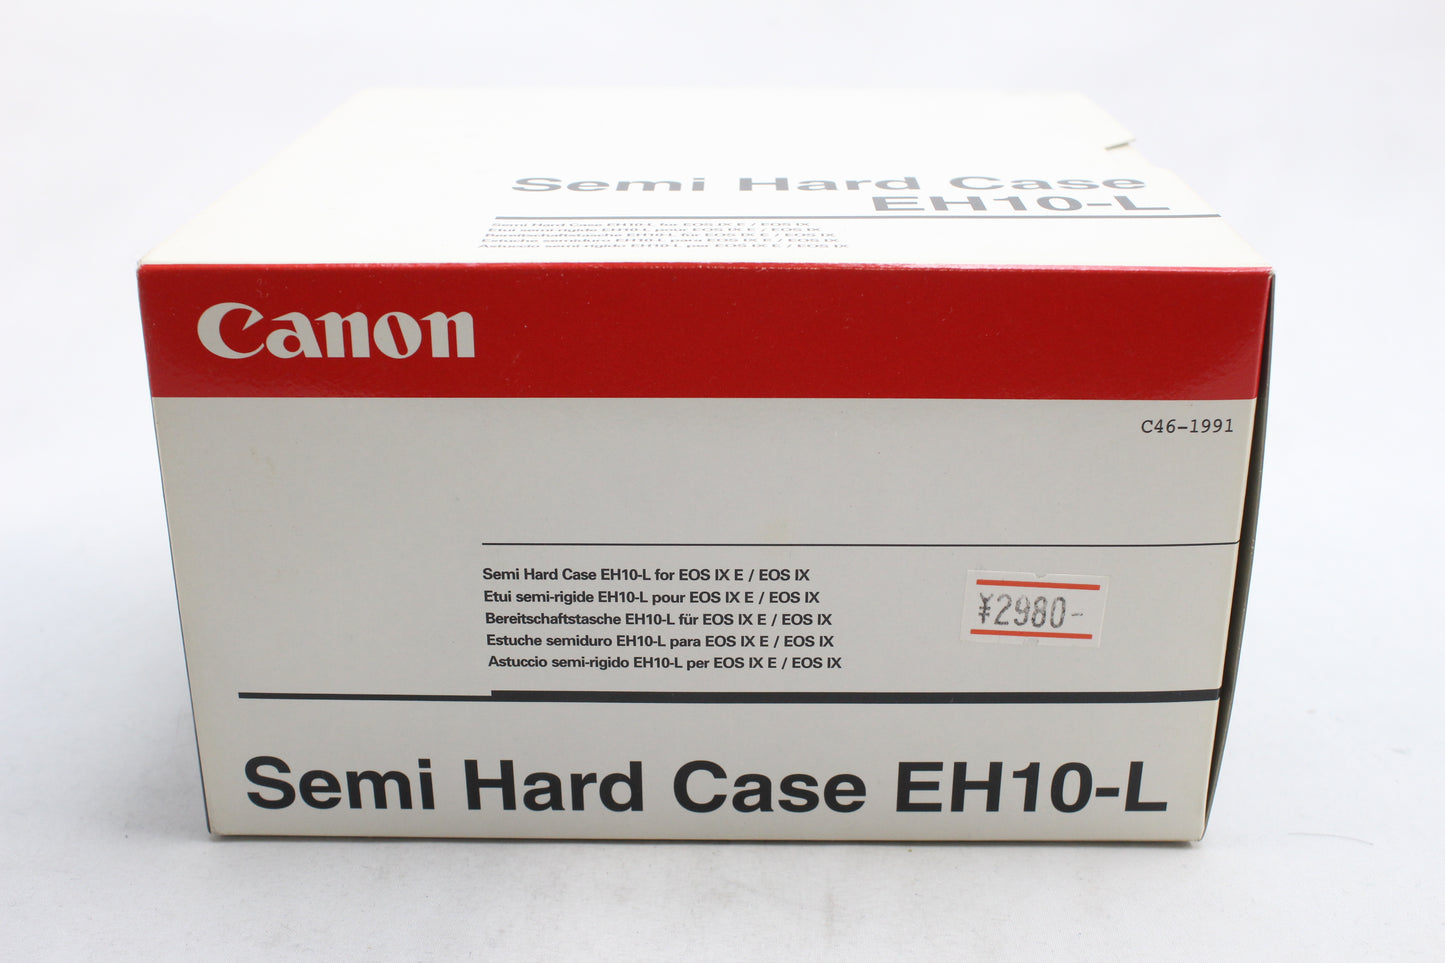 Semi Hard Case
EH10-L
Semi Hard Case EH10-L for EOS IX E / EOS IX
Etui semi-rigide EH10-L pour EOS IX E / EOS IX
Bereitschaftstasche EH10-L für EOS IX E / EOS IX
Estuche semiduro EH10-L para EOS IX E / EOS IX
Astuccio semi-rigido EH10-L per EOS IX E / EOS IX
Canon
C46-1991
Semi Hard Case EH10-L for EOS IX E / EOS IX
Etui semi-rigide EH10-L pour EOS IX E / EOS IX
Bereitschaftstasche EH10-L für EOS IX E / EOS IX
Estuche semiduro EH10-L para EOS IX E / EOS IX
Astuccio semi-rigido EH10-L per EOS IX E / EOS IX
¥2980-
Semi Hard Case EH10-L